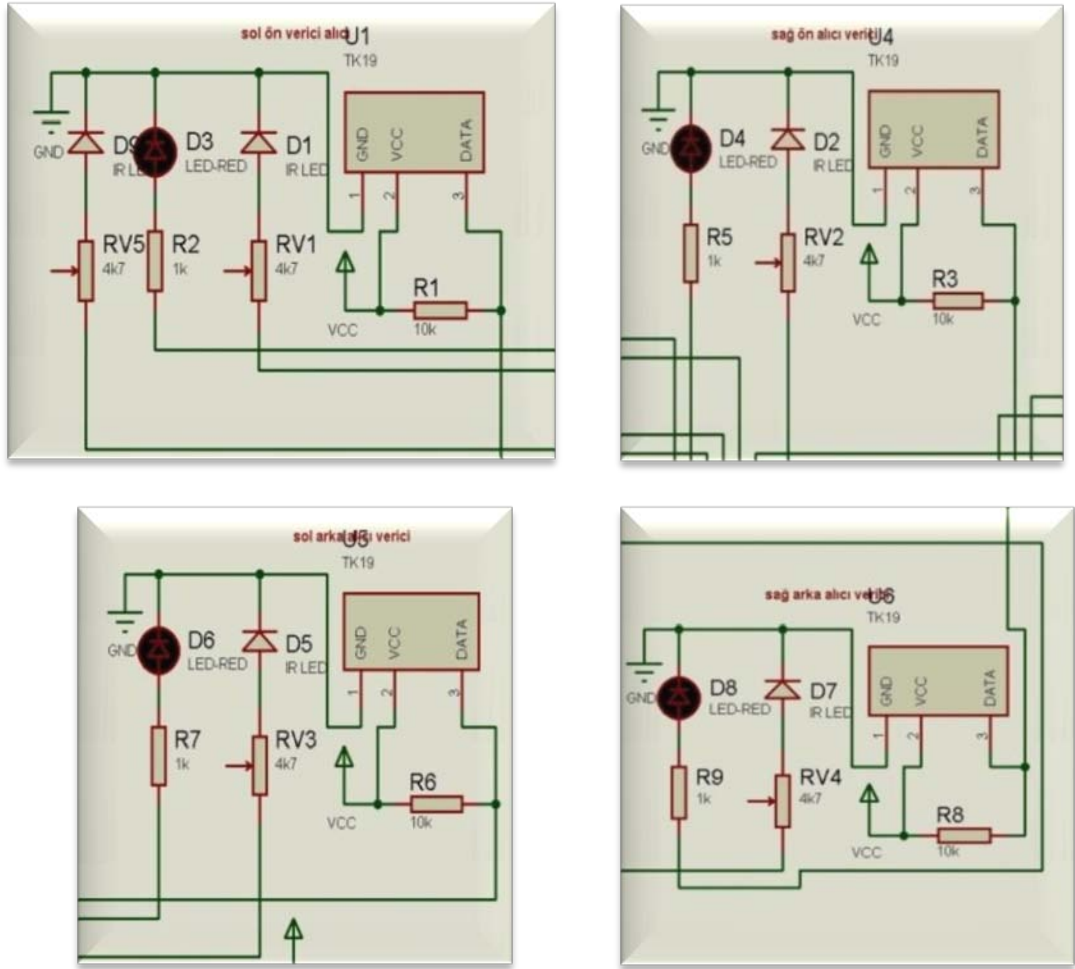 sol ön verici alıcı U1
TK19
GND VCC DATA
1 2 3
GND
D9
IR LED
D3
LED-RED
D1
IR LED
RV5
4k7
R2
1k
RV1
4k7
R1
10k
VCC
sağ ön alıcı verici U4
TK19
GND VCC DATA
1 2 3
GND
D4
LED-RED
D2
IR LED
R5
1k
RV2
4k7
R3
10k
VCC
sol arka alıcı verici U5
TK19
GND VCC DATA
1 2 3
GND
D6
LED-RED
D5
IR LED
R7
1k
RV3
4k7
R6
10k
VCC
sağ arka alıcı verici U6
TK19
GND VCC DATA
1 2 3
GND
D8
LED-RED
D7
IR LED
R9
1k
RV4
4k7
R8
10k
VCC